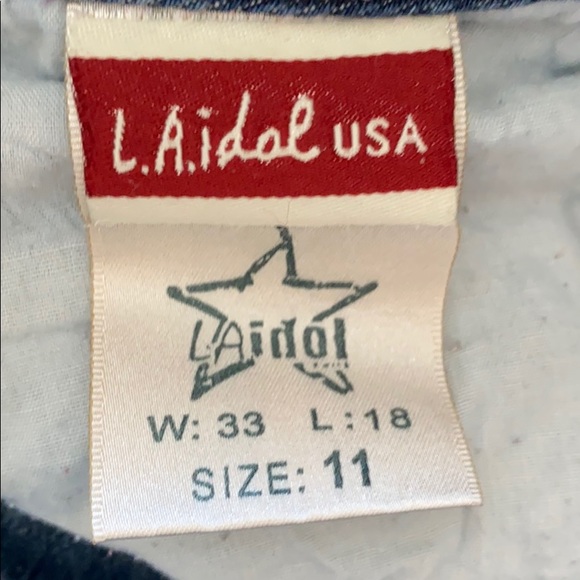 L.A.idol USA
LAidol
W: 33 L: 18
SIZE: 11